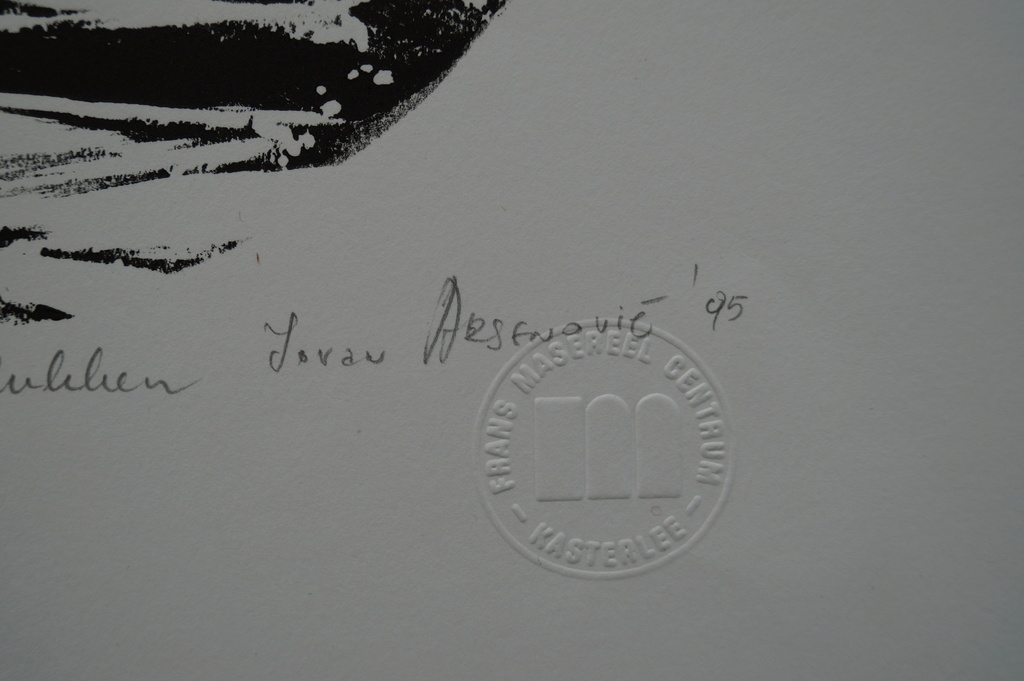 Jovan Arsenović '95
FRANS MASEREEL CENTRUM
- KASTERLEE -